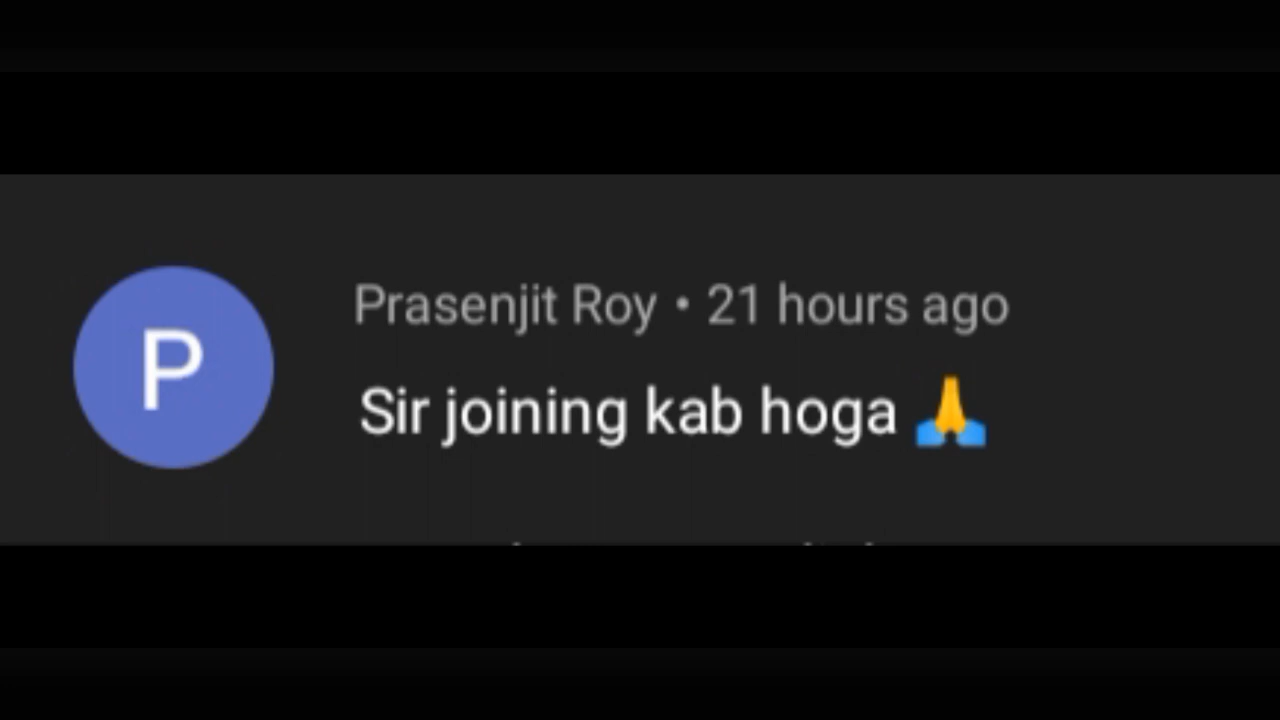 P
Prasenjit Roy • 21 hours ago
Sir joining kab hoga 🙏